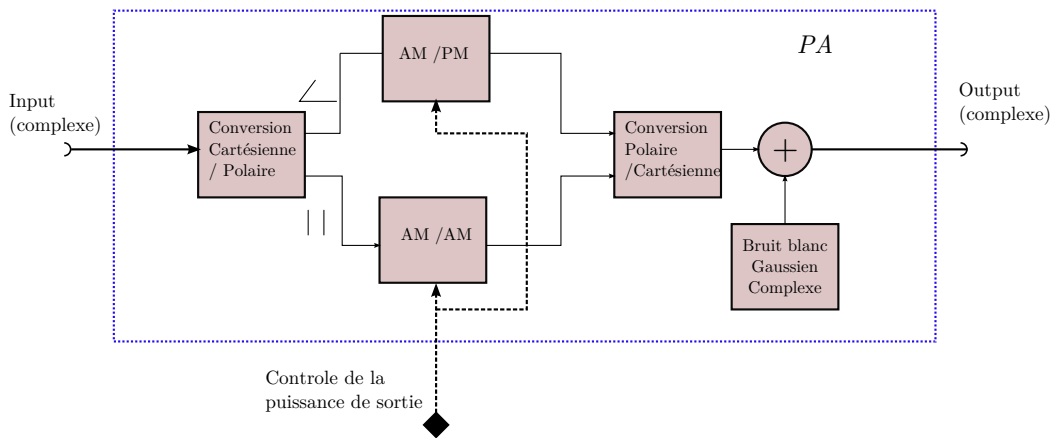 PA
AM /PM
Input
(complexe)
Conversion
Cartésienne
/ Polaire
Conversion
Polaire
/Cartésienne
+
Output
(complexe)
| |
AM /AM
Bruit blanc
Gaussien
Complexe
Controle de la
puissance de sortie